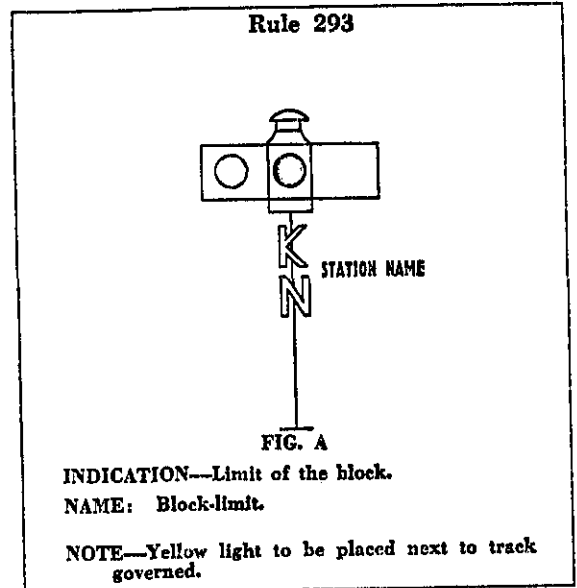 Rule 293
K
STATION NAME
N
FIG. A
INDICATION—Limit of the block.
NAME: Block-limit.
NOTE—Yellow light to be placed next to track
governed.